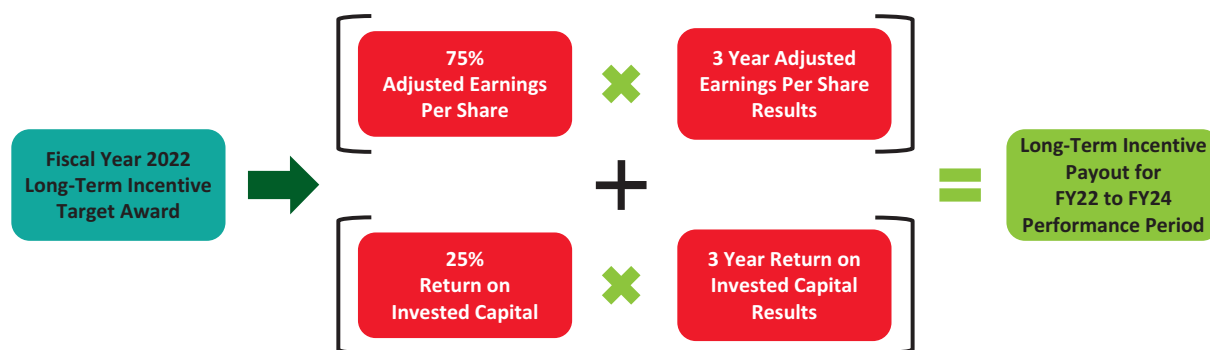 Fiscal Year 2022
Long-Term Incentive
Target Award
75%
Adjusted Earnings
Per Share
3 Year Adjusted
Earnings Per Share
Results
+
25%
Return on
Invested Capital
3 Year Return on
Invested Capital
Results
=
Long-Term Incentive
Payout for
FY22 to FY24
Performance Period